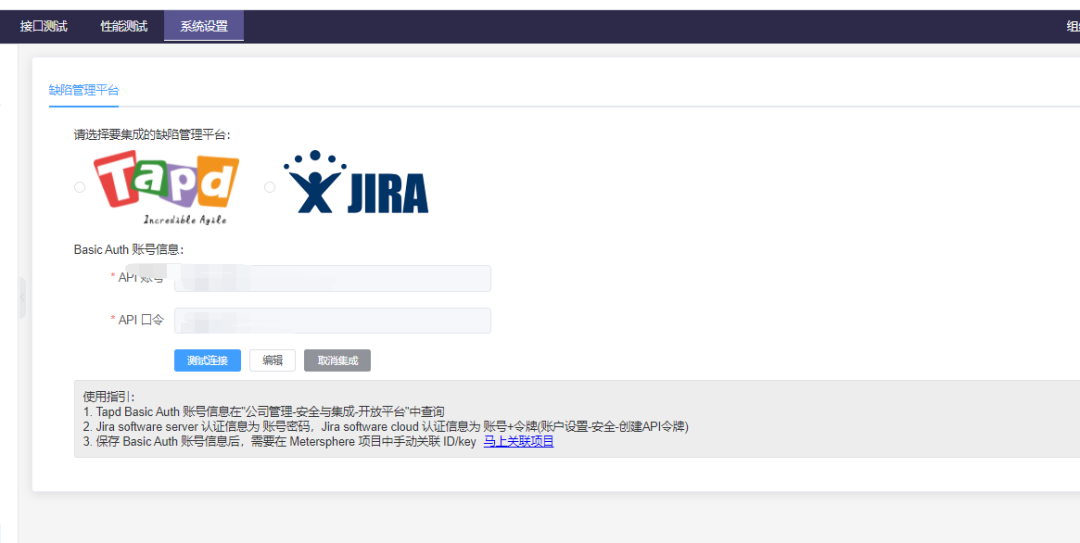 接口测试 性能测试 系统设置
缺陷管理平台
请选择要集成的缺陷管理平台:
Tapd
Incredible Agile
JIRA
Basic Auth 账号信息:
* API 账号
* API 口令
测试连接 编辑 取消集成
使用指引:
1. Tapd Basic Auth 账号信息在"公司管理-安全与集成-开放平台"中查询
2. Jira software server 认证信息为 账号密码, Jira software cloud 认证信息为 账号+令牌(账户设置-安全-创建API令牌)
3. 保存 Basic Auth 账号信息后, 需要在 Metersphere 项目中手动关联 ID/key 马上关联项目